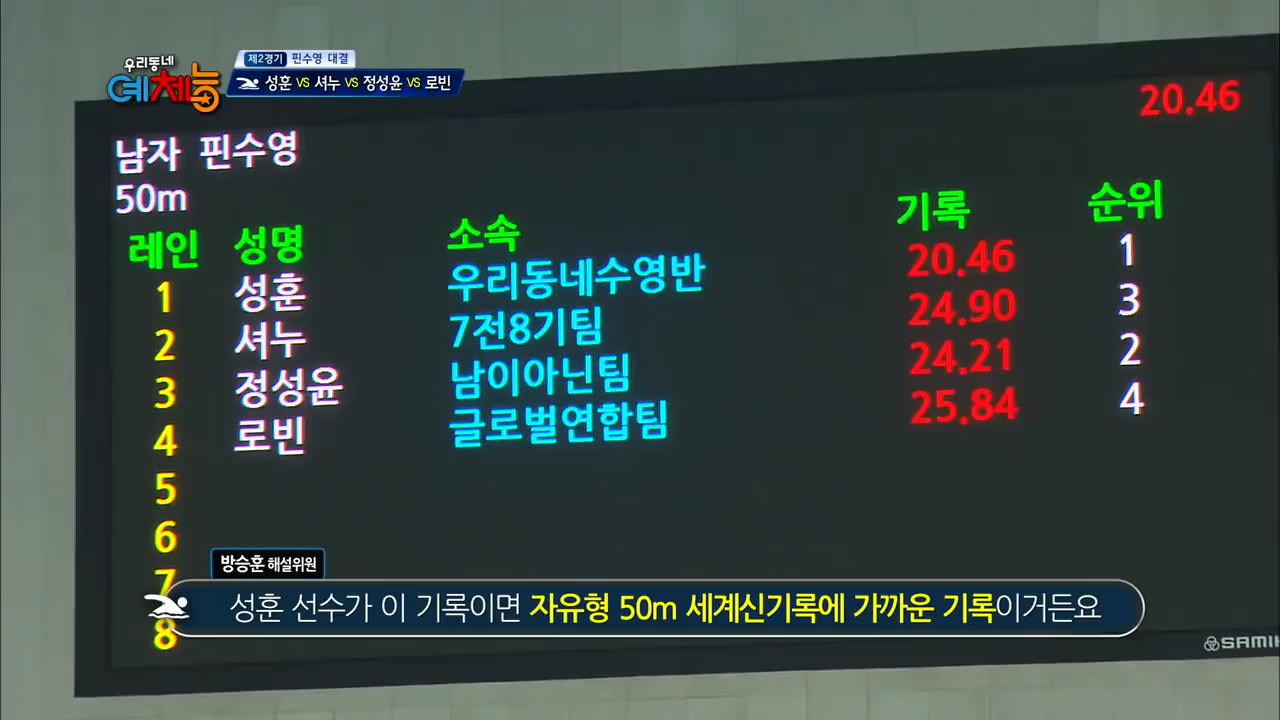 우리동네
예체능
제2경기 핀수영 대결
성훈 VS 셔누 VS 정성윤 VS 로빈
20.46
남자 핀수영
50m
레인 성명 소속 기록 순위
1 성훈 우리동네수영반 20.46 1
2 셔누 7전8기팀 24.90 3
3 정성윤 남이아닌팀 24.21 2
4 로빈 글로벌연합팀 25.84 4
5
6
7
8
방승훈 해설위원
성훈 선수가 이 기록이면 자유형 50m 세계신기록에 가까운 기록이거든요